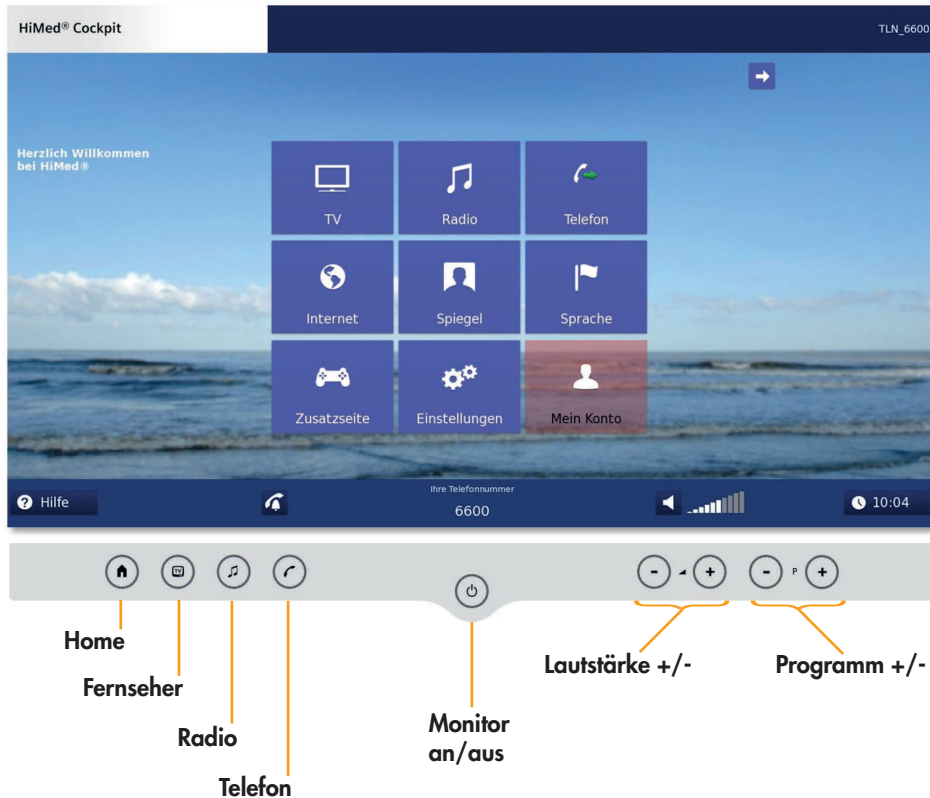 HiMed® Cockpit
TLN_6600
Herzlich Willkommen
bei HiMed®
TV
Radio
Telefon
Internet
Spiegel
Sprache
Zusatzseite
Einstellungen
Mein Konto
Hilfe
Ihre Telefonnummer
6600
10:04
TV
P
Home
Fernseher
Radio
Telefon
Monitor
an/aus
Lautstärke +/-
Programm +/-